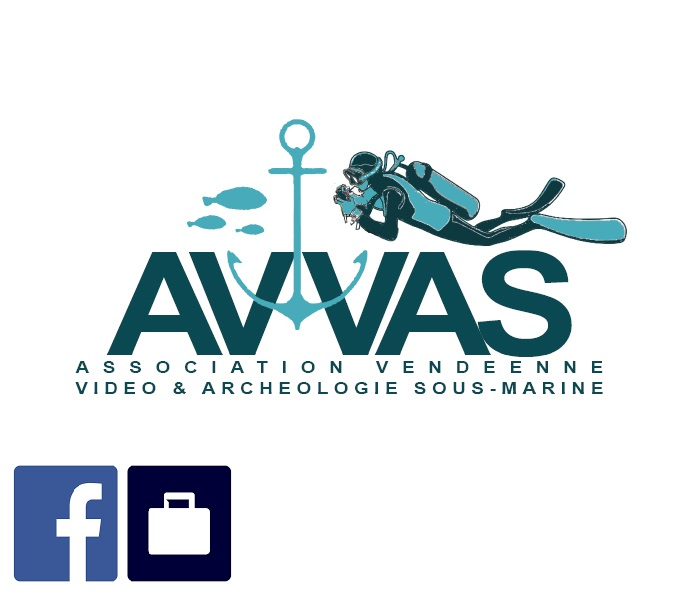 AVVAS
ASSOCIATION VENDEENNE
VIDEO & ARCHEOLOGIE SOUS-MARINE
f